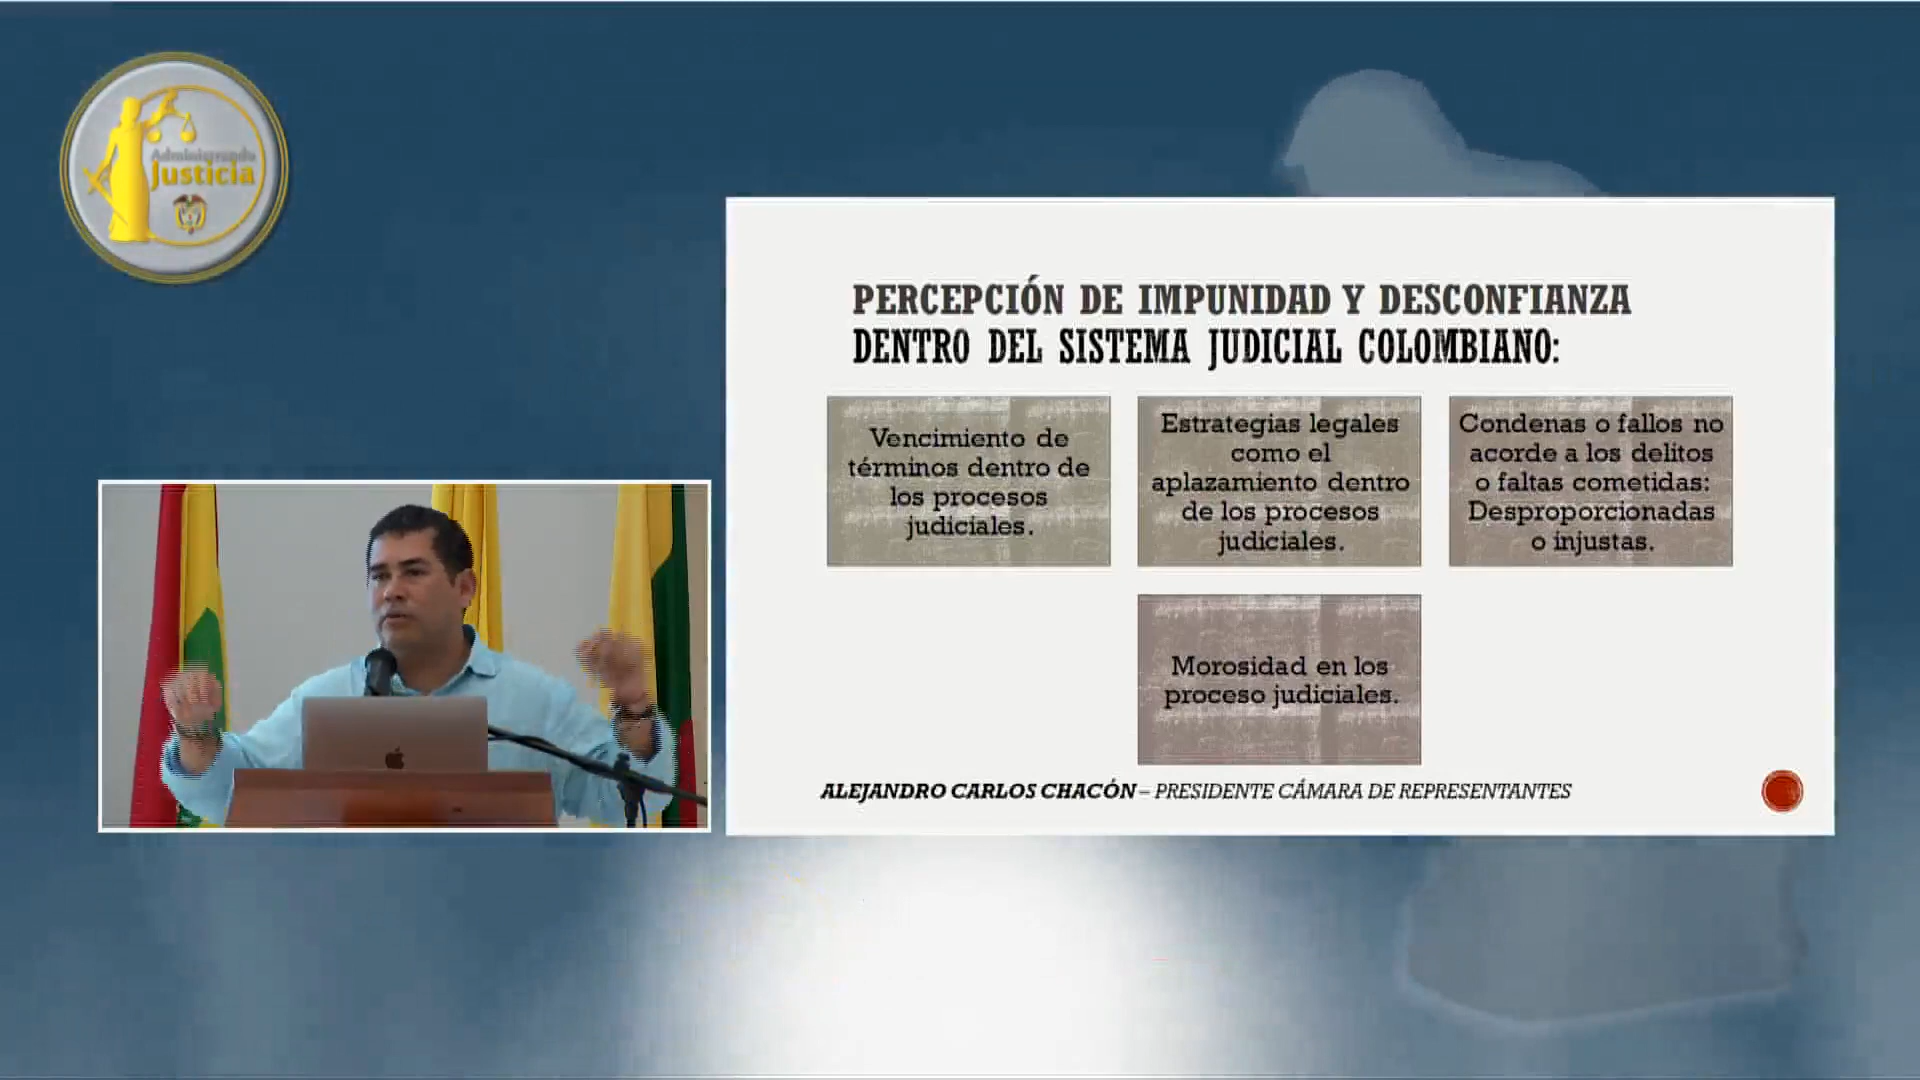 Administrando
Justicia
PERCEPCIÓN DE IMPUNIDAD Y DESCONFIANZA
DENTRO DEL SISTEMA JUDICIAL COLOMBIANO:
Vencimiento de
términos dentro de
los procesos
judiciales.
Estrategias legales
como el
aplazamiento dentro
de los procesos
judiciales.
Condenas o fallos no
acorde a los delitos
o faltas cometidas:
Desproporcionadas
o injustas.
Morosidad en los
proceso judiciales.
ALEJANDRO CARLOS CHACÓN – PRESIDENTE CÁMARA DE REPRESENTANTES